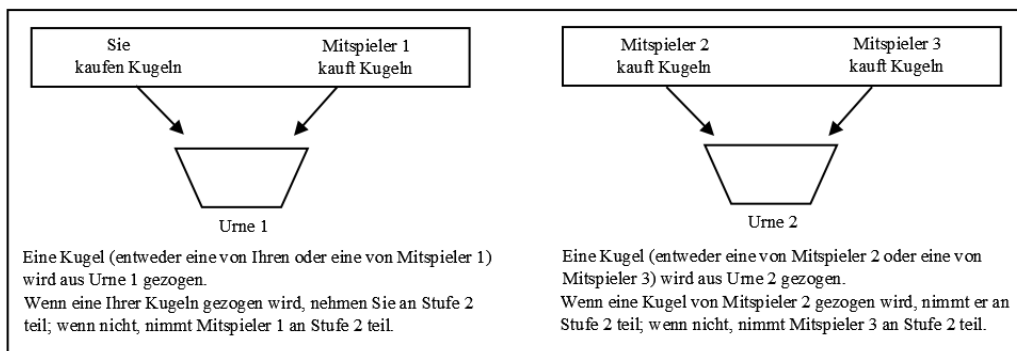 Sie
kaufen Kugeln
Mitspieler 1
kauft Kugeln
Urne 1
Eine Kugel (entweder eine von Ihren oder eine von Mitspieler 1)
wird aus Urne 1 gezogen.
Wenn eine Ihrer Kugeln gezogen wird, nehmen Sie an Stufe 2
teil; wenn nicht, nimmt Mitspieler 1 an Stufe 2 teil.
Mitspieler 2
kauft Kugeln
Mitspieler 3
kauft Kugeln
Urne 2
Eine Kugel (entweder eine von Mitspieler 2 oder eine von
Mitspieler 3) wird aus Urne 2 gezogen.
Wenn eine Kugel von Mitspieler 2 gezogen wird, nimmt er an
Stufe 2 teil; wenn nicht, nimmt Mitspieler 3 an Stufe 2 teil.